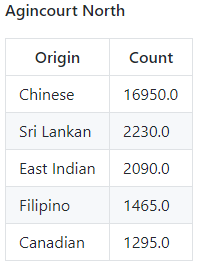 Agincourt North
Origin Count
Chinese 16950.0
Sri Lankan 2230.0
East Indian 2090.0
Filipino 1465.0
Canadian 1295.0